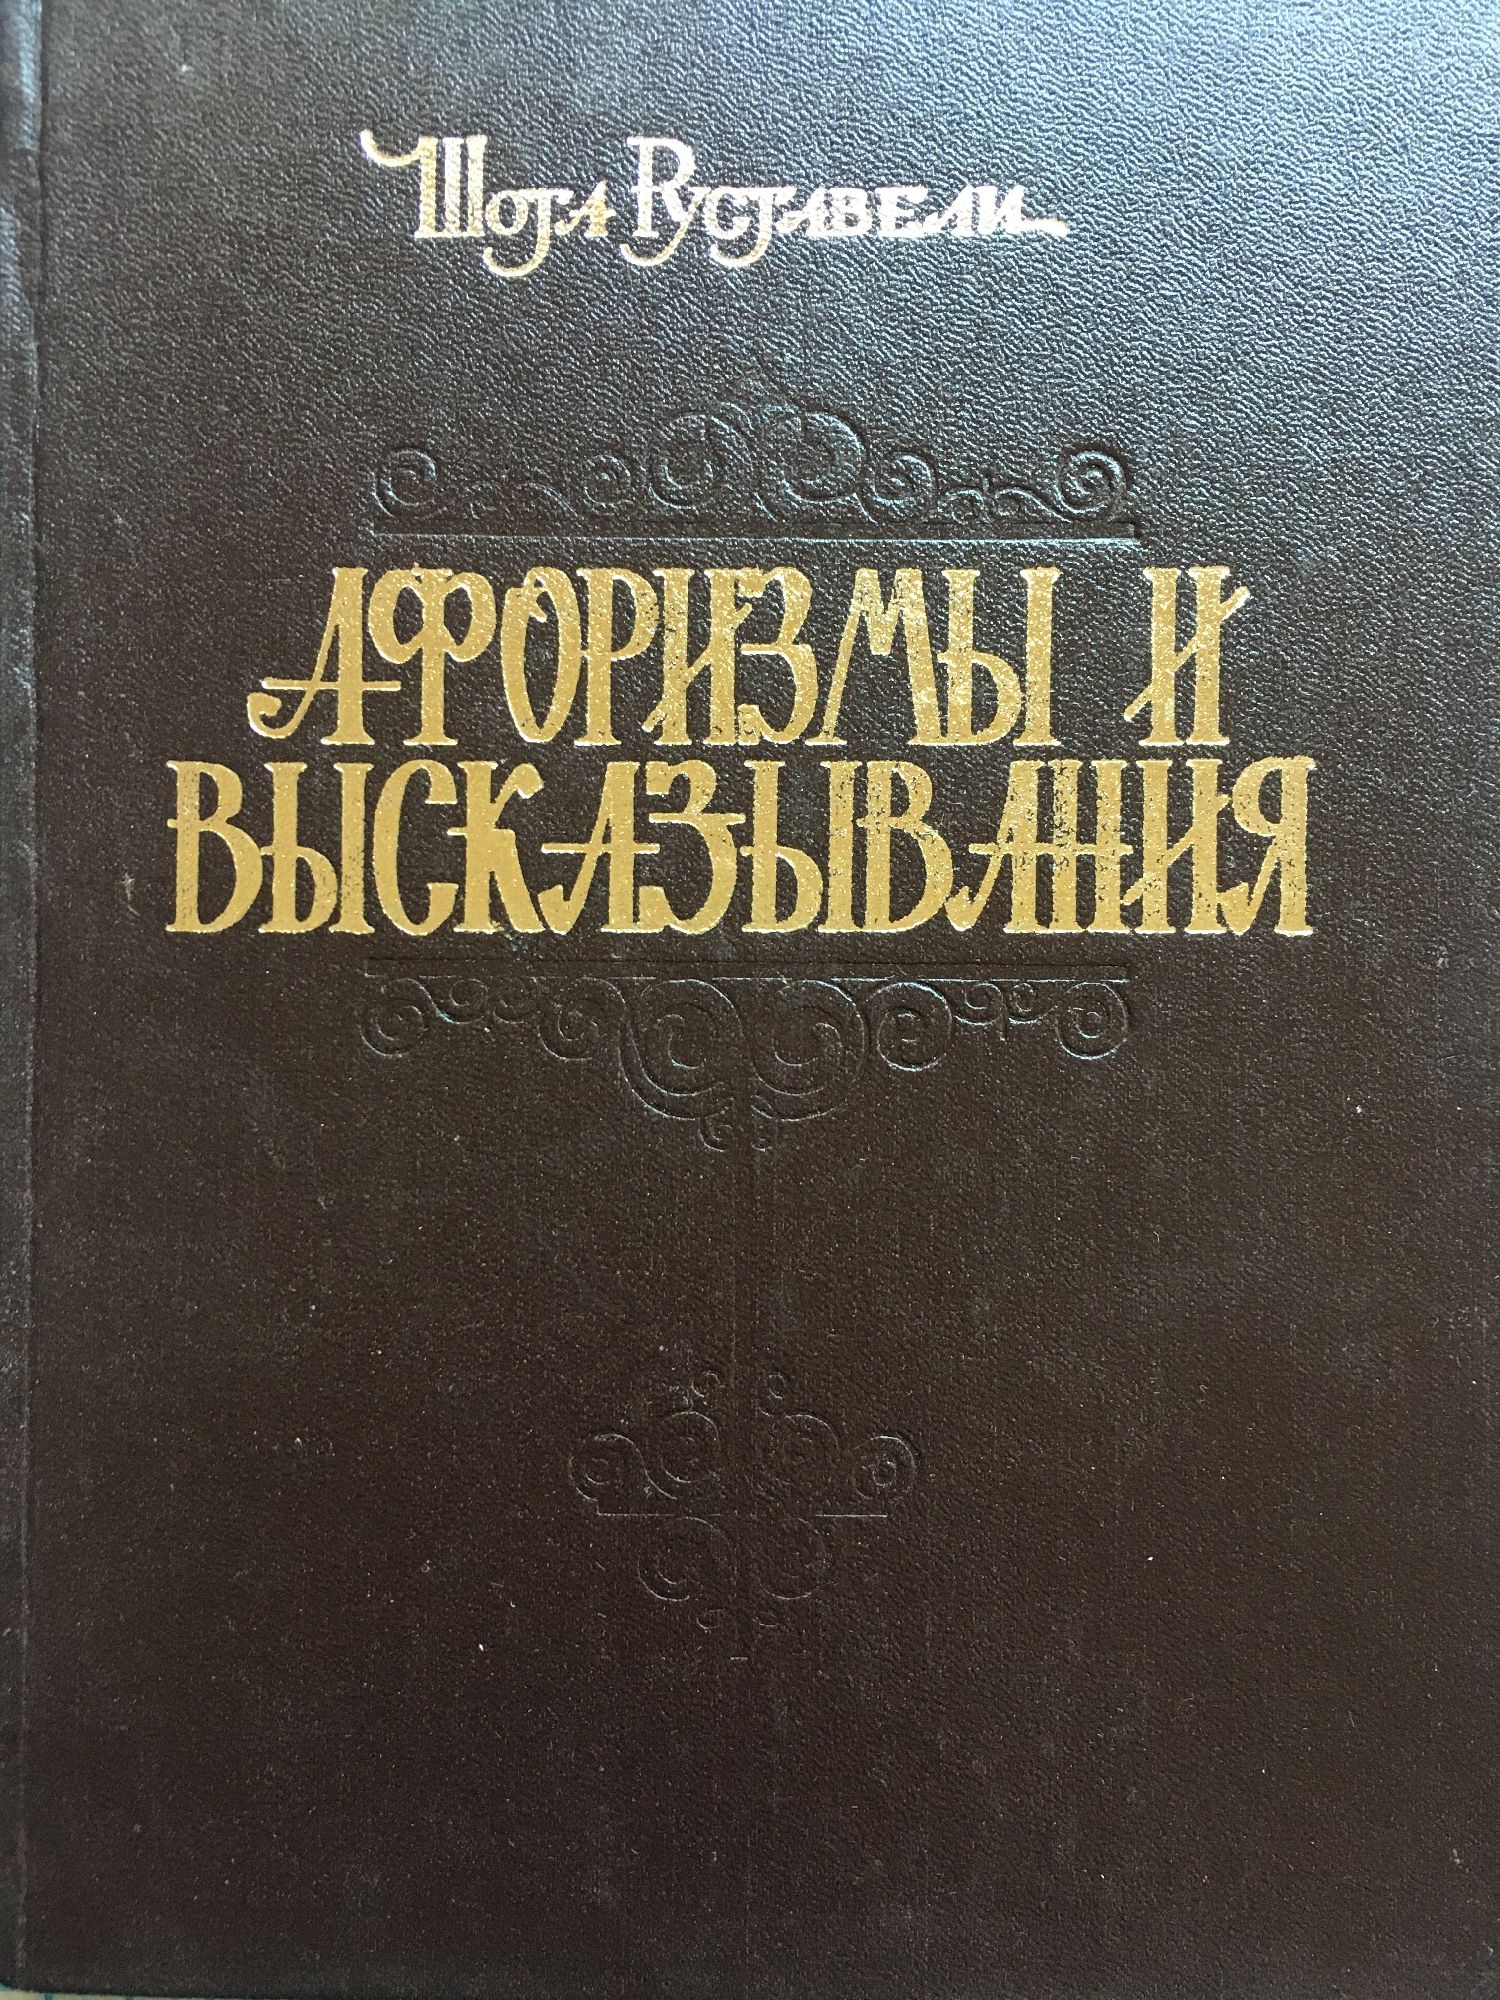 Шота Руставели
АФОРИЗМЫ И
ВЫСКАЗЫВАНИЯ